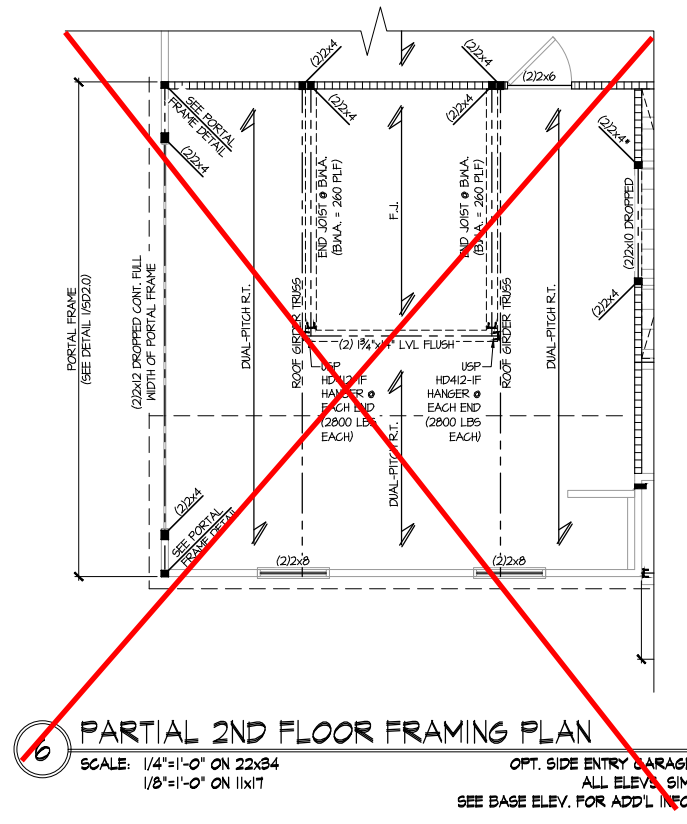 (2)2x4
(2)2x4
(2)2x6
SEE PORTAL
FRAME DETAIL
(2)2x4
(2)2x4
(2)2x4
(2)2x4*
END JOIST @ B.W.A.
(B.W.A. = 260 PLF)
F.J.
END JOIST @ B.W.A.
(B.W.A. = 260 PLF)
(2)2x10 DROPPED
(2)2x4
PORTAL FRAME
(SEE DETAIL 1/SD2.0)
(2)2x12 DROPPED CONT. FULL
WIDTH OF PORTAL FRAME
DUAL-PITCH R.T.
ROOF GIRDER TRUSS
ROOF GIRDER TRUSS
DUAL-PITCH R.T.
(2) 1¾"x14" LVL FLUSH
USP
HD412-IF
HANGER @
EACH END
(2800 LBS
EACH)
USP
HD412-IF
HANGER @
EACH END
(2800 LBS
EACH)
DUAL-PITCH R.T.
(2)2x4
SEE PORTAL
FRAME DETAIL
(2)2x8
(2)2x8
6
PARTIAL 2ND FLOOR FRAMING PLAN
SCALE: 1/4"=1'-0" ON 22x34
1/8"=1'-0" ON 11x17
OPT. SIDE ENTRY GARAGE
ALL ELEVS. SIM
SEE BASE ELEV. FOR ADD'L INFO